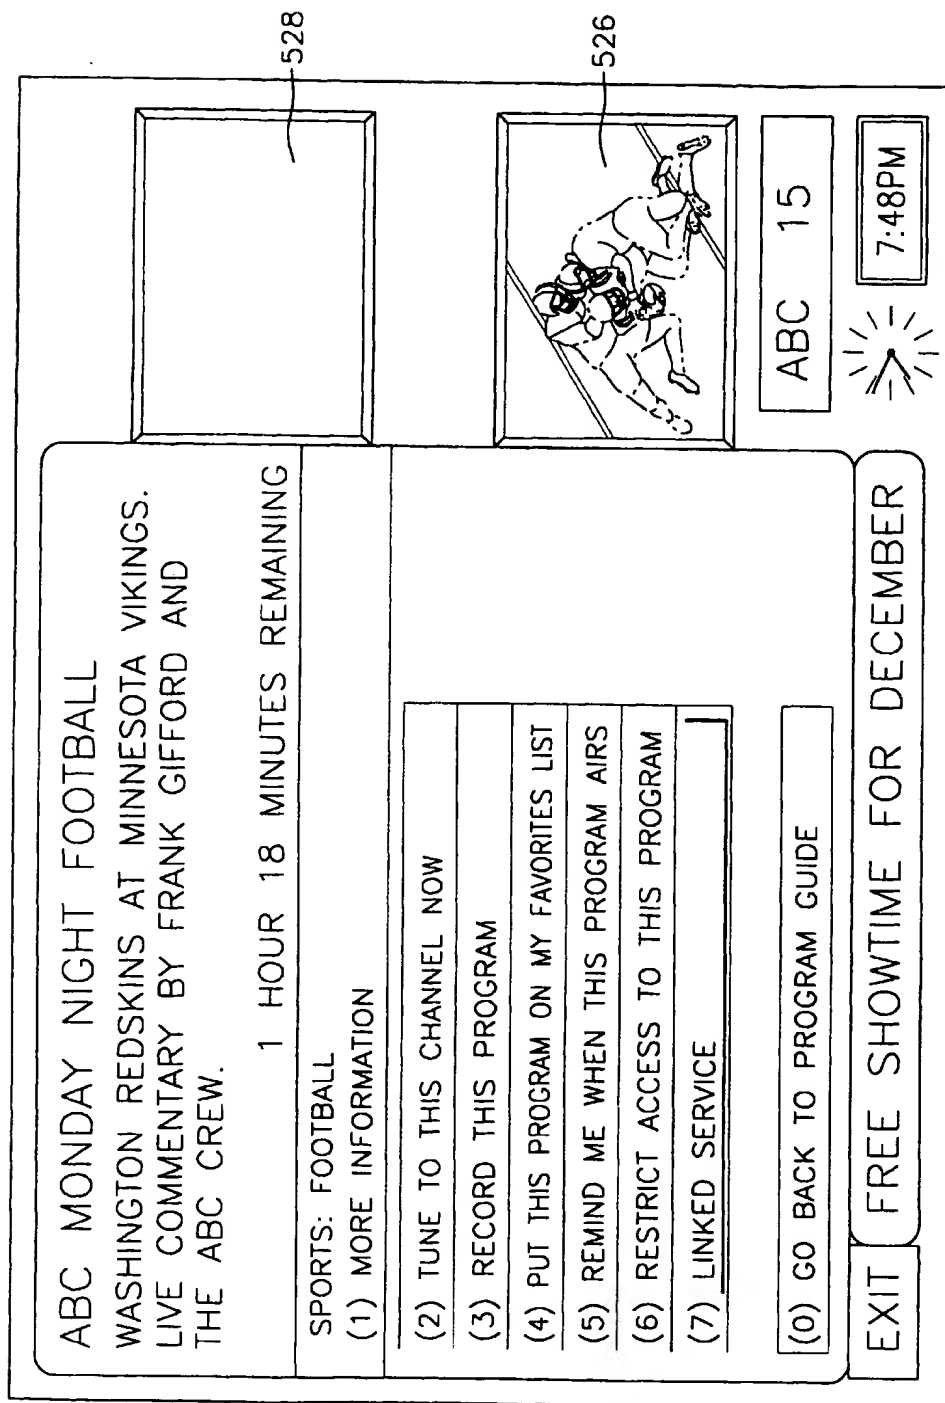 ABC MONDAY NIGHT FOOTBALL
WASHINGTON REDSKINS AT MINNESOTA VIKINGS.
LIVE COMMENTARY BY FRANK GIFFORD AND
THE ABC CREW.
1 HOUR 18 MINUTES REMAINING
SPORTS: FOOTBALL
(1) MORE INFORMATION
(2) TUNE TO THIS CHANNEL NOW
(3) RECORD THIS PROGRAM
(4) PUT THIS PROGRAM ON MY FAVORITES LIST
(5) REMIND ME WHEN THIS PROGRAM AIRS
(6) RESTRICT ACCESS TO THIS PROGRAM
(7) LINKED SERVICE
(0) GO BACK TO PROGRAM GUIDE
EXIT FREE SHOWTIME FOR DECEMBER
528
526
ABC 15
7:48PM